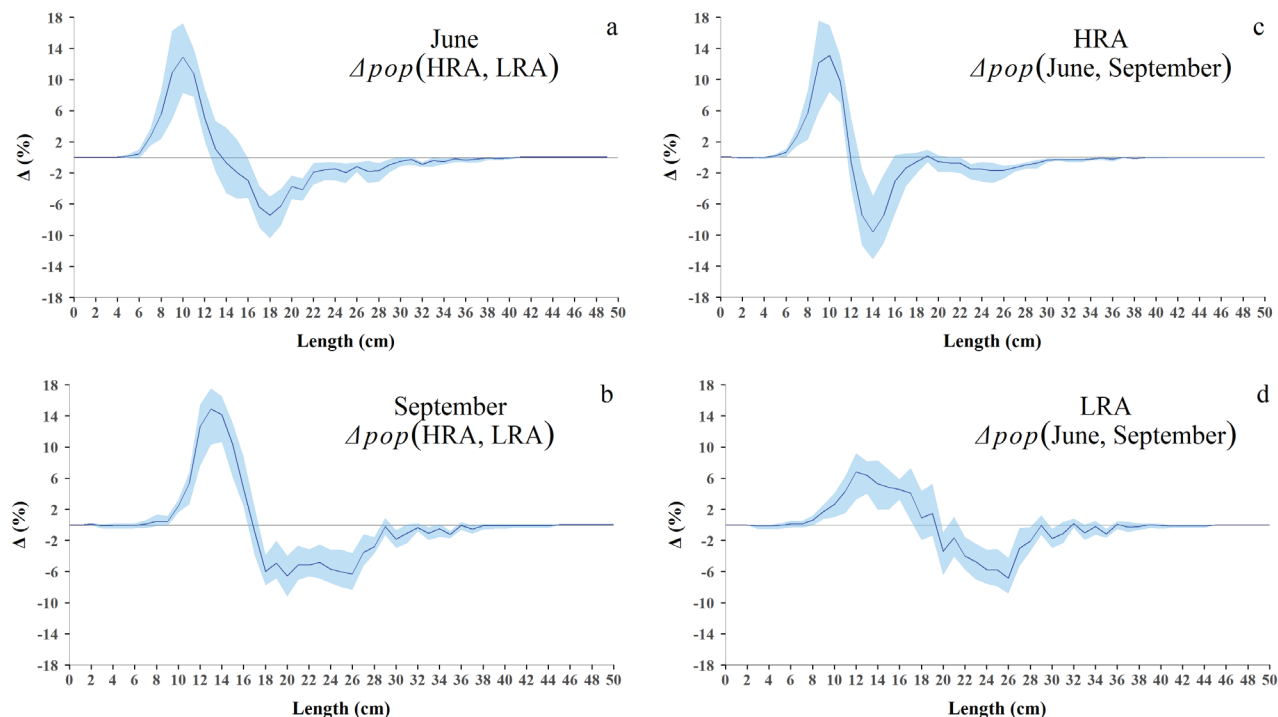 a
June
Δpop(HRA, LRA)
Δ (%)
18
14
10
6
2
-2
-6
-10
-14
-18
0 2 4 6 8 10 12 14 16 18 20 22 24 26 28 30 32 34 36 38 40 42 44 46 48 50
Length (cm)
c
HRA
Δpop(June, September)
Δ (%)
18
14
10
6
2
-2
-6
-10
-14
-18
0 2 4 6 8 10 12 14 16 18 20 22 24 26 28 30 32 34 36 38 40 42 44 46 48 50
Length (cm)
b
September
Δpop(HRA, LRA)
Δ (%)
18
14
10
6
2
-2
-6
-10
-14
-18
0 2 4 6 8 10 12 14 16 18 20 22 24 26 28 30 32 34 36 38 40 42 44 46 48 50
Length (cm)
d
LRA
Δpop(June, September)
Δ (%)
18
14
10
6
2
-2
-6
-10
-14
-18
0 2 4 6 8 10 12 14 16 18 20 22 24 26 28 30 32 34 36 38 40 42 44 46 48 50
Length (cm)